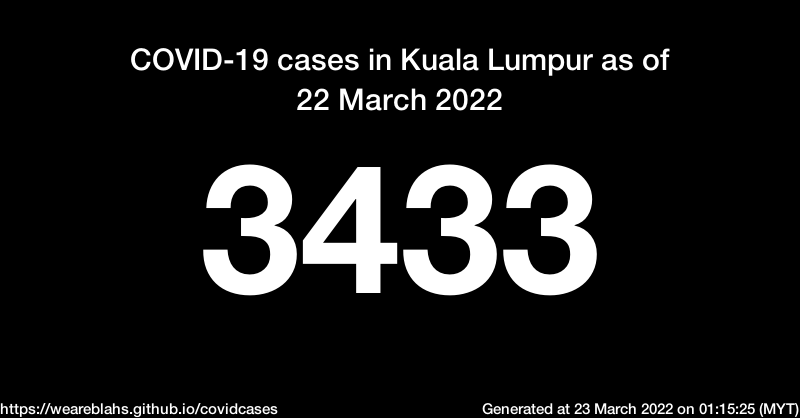 COVID-19 cases in Kuala Lumpur as of
22 March 2022
3433
https://weareblahs.github.io/covidcases
Generated at 23 March 2022 on 01:15:25 (MYT)